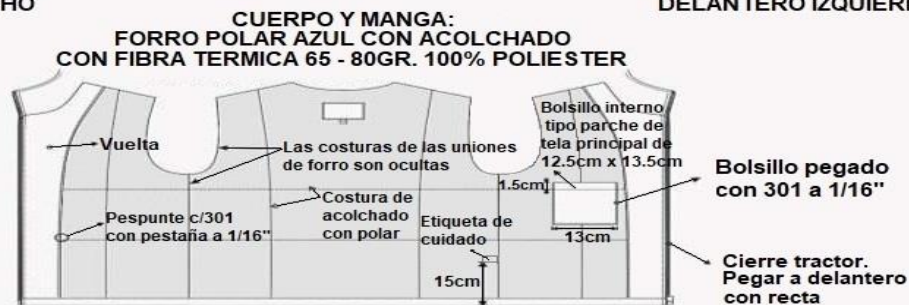 HO
DELANTERO IZQUIER
CUERPO Y MANGA:
FORRO POLAR AZUL CON ACOLCHADO
CON FIBRA TERMICA 65 - 80GR. 100% POLIESTER
Vuelta
Las costuras de las uniones
de forro son ocultas
Bolsillo interno
tipo parche de
tela principal de
12.5cm x 13.5cm
Bolsillo pegado
con 301 a 1/16"
1.5cm
Costura de
acolchado
con polar
Pespunte c/301
con pestaña a 1/16"
Etiqueta de
cuidado
13cm
15cm
Cierre tractor.
Pegar a delantero
con recta